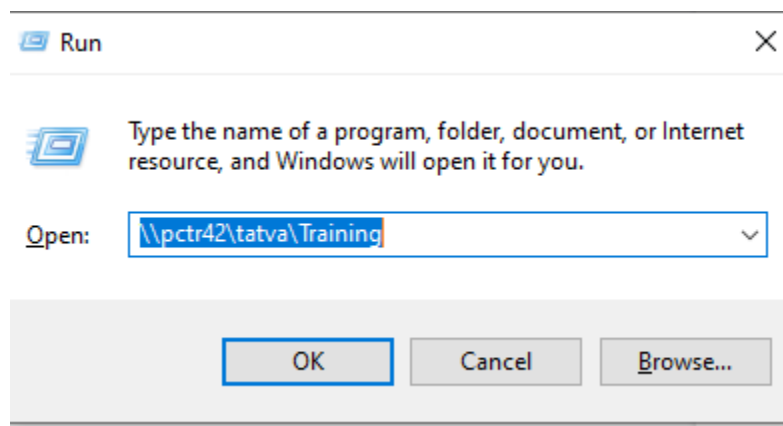 Run
Type the name of a program, folder, document, or Internet
resource, and Windows will open it for you.
Open: \\pctr42\tatva\Training
OK Cancel Browse...